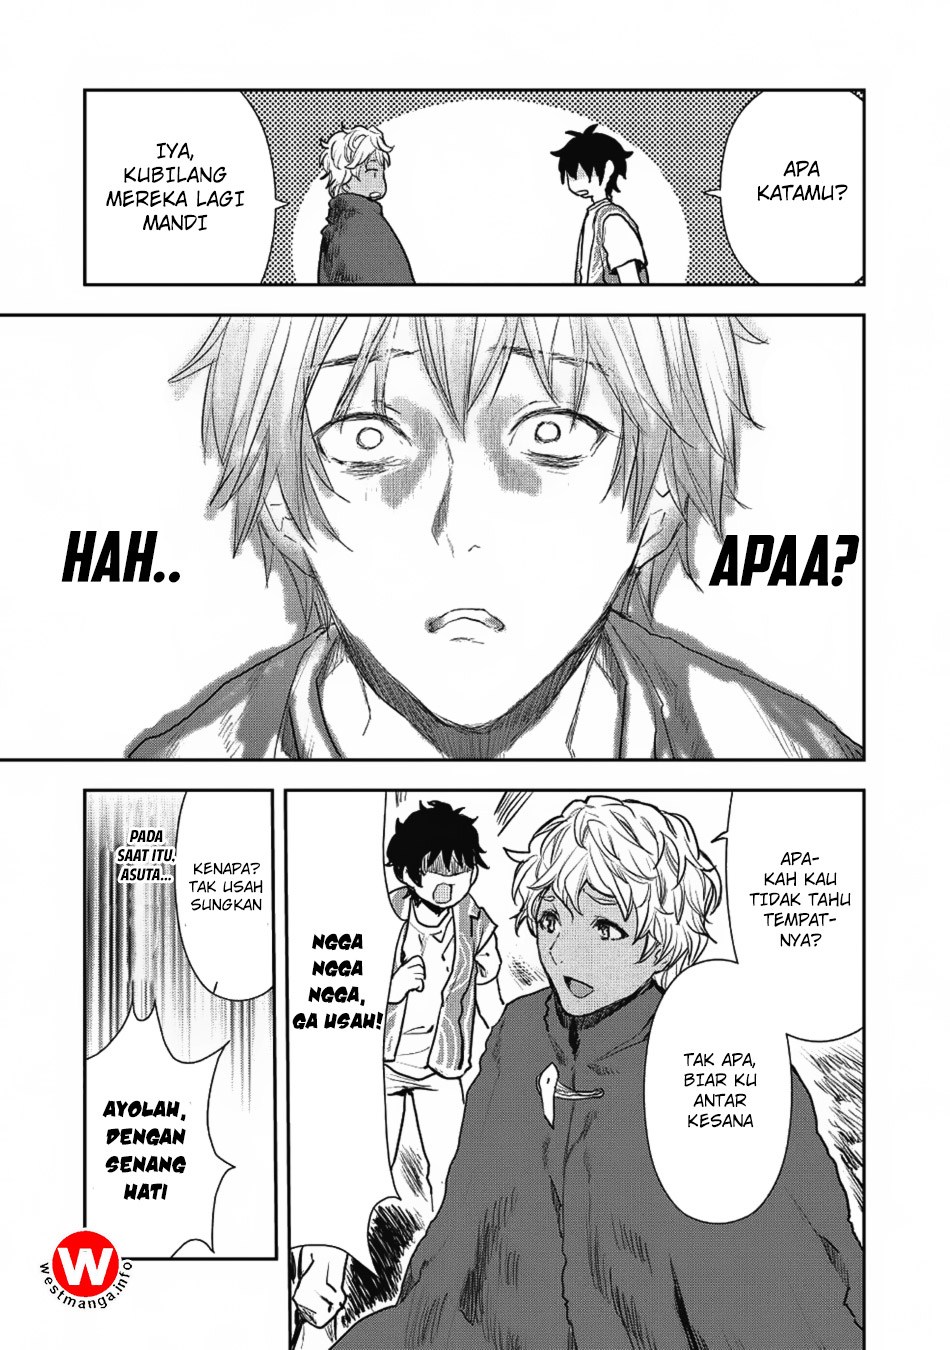 APA
KATAMU?
IYA,
KUBILANG
MEREKA LAGI
MANDI
HAH..
APAA?
APA-
KAH KAU
TIDAK TAHU
TEMPAT-
NYA?
TAK APA,
BIAR KU
ANTAR
KESANA
NGGA
NGGA
NGGA,
GA USAH!
KENAPA?
TAK USAH
SUNGKAN
PADA
SAAT ITU,
ASUTA...
AYOLAH,
DENGAN
SENANG
HATI
W
westmanga.info